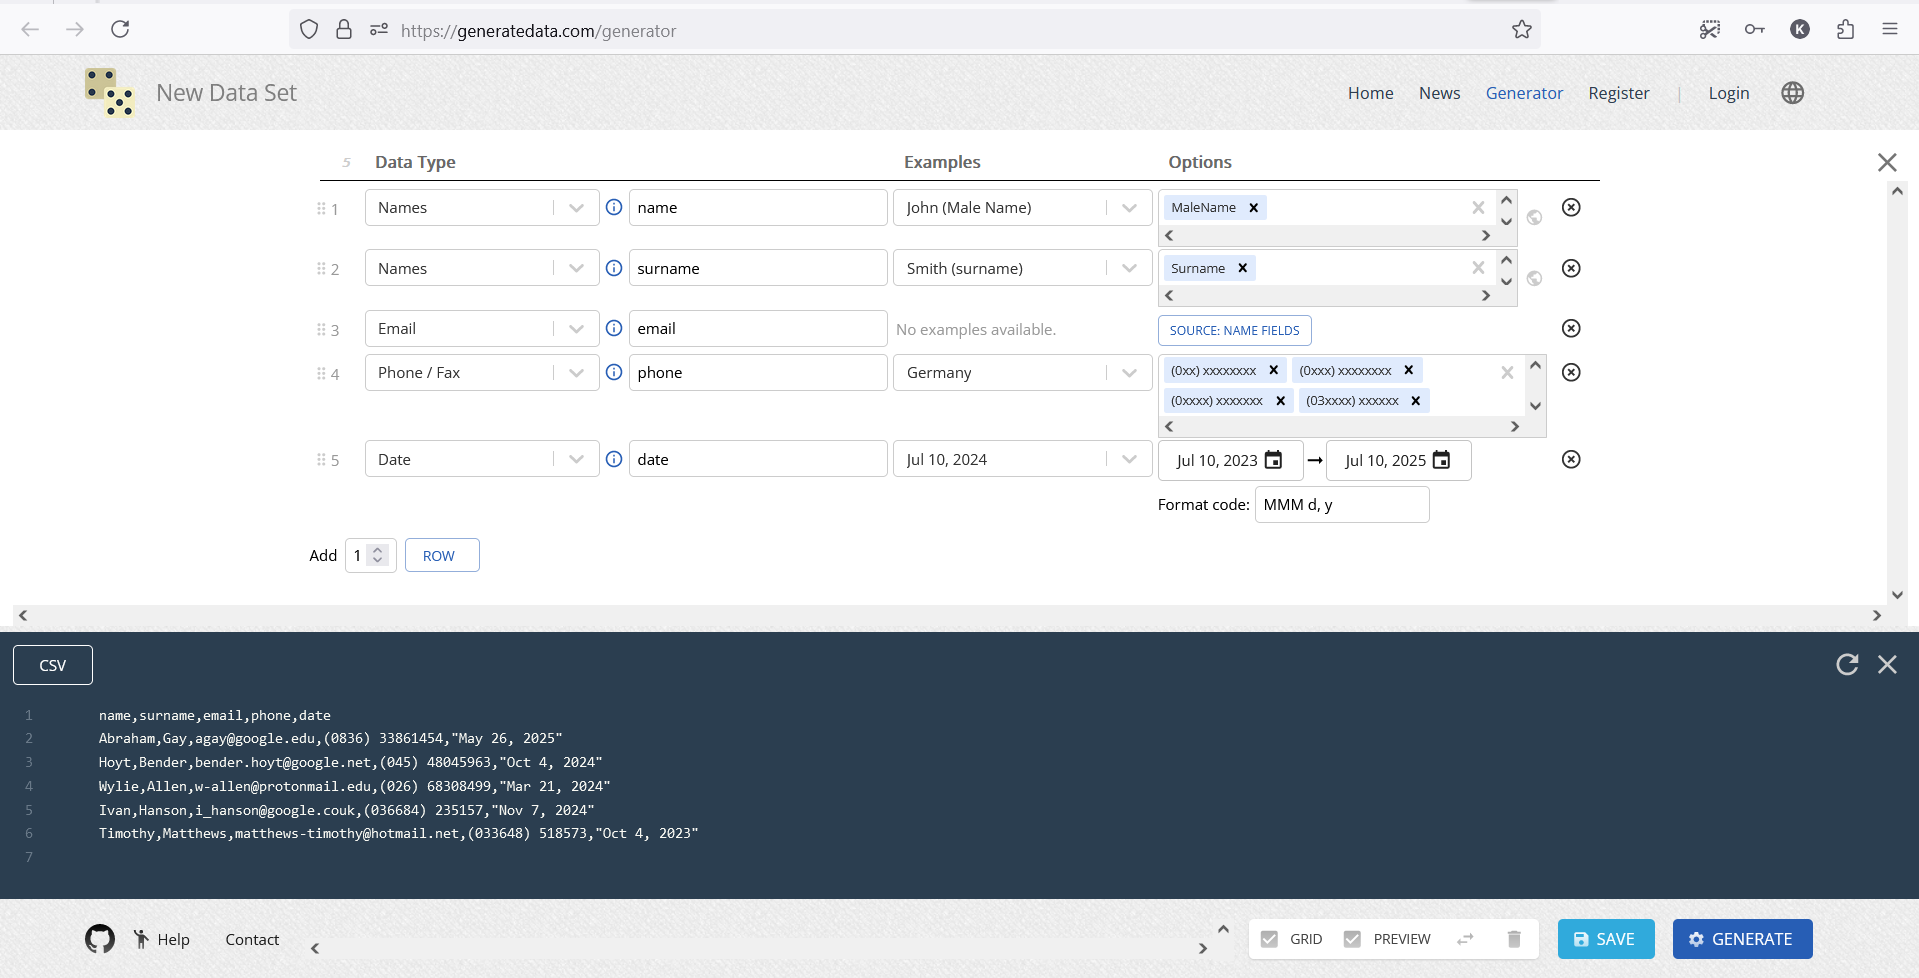 https://generatedata.com/generator
K
New Data Set
Home News Generator Register | Login
5 Data Type Examples Options
1 Names name John (Male Name) MaleName
2 Names surname Smith (surname) Surname
3 Email email No examples available. SOURCE: NAME FIELDS
4 Phone / Fax phone Germany (0xx) xxxxxxxx (0xxx) xxxxxxxx
(0xxxx) xxxxxxx (03xxxx) xxxxxx
5 Date date Jul 10, 2024 Jul 10, 2023 Jul 10, 2025
Format code: MMM d, y
Add 1 ROW
CSV
1 name,surname,email,phone,date
2 Abraham,Gay,agay@google.edu,(0836) 33861454,"May 26, 2025"
3 Hoyt,Bender,bender.hoyt@google.net,(045) 48045963,"Oct 4, 2024"
4 Wylie,Allen,w-allen@protonmail.edu,(026) 68308499,"Mar 21, 2024"
5 Ivan,Hanson,i_hanson@google.couk,(036684) 235157,"Nov 7, 2024"
6 Timothy,Matthews,matthews-timothy@hotmail.net,(033648) 518573,"Oct 4, 2023"
7
Help Contact GRID PREVIEW SAVE GENERATE